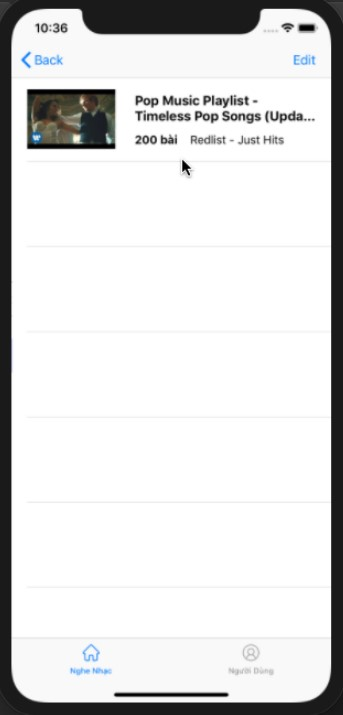 10:36
Back
Edit
Pop Music Playlist -
Timeless Pop Songs (Upda...
200 bài Redlist - Just Hits
Nghe Nhạc
Người Dùng